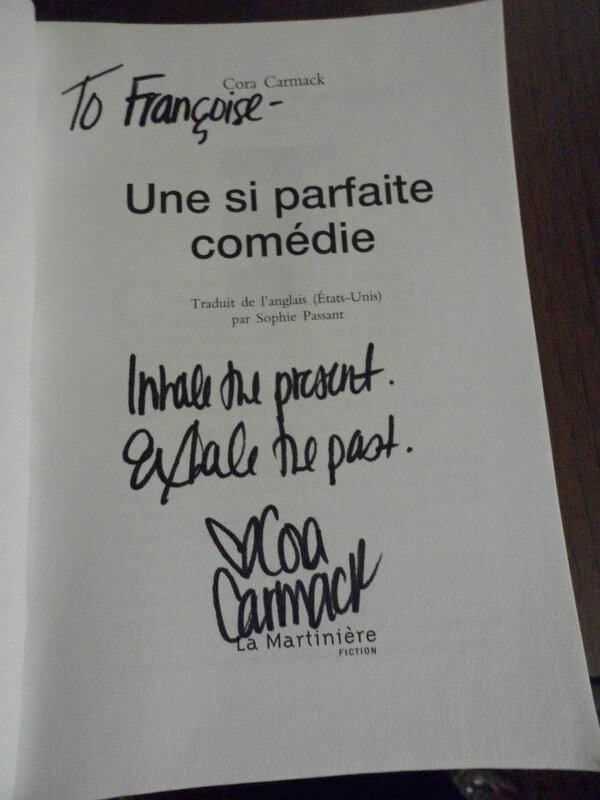 Cora Carmack
To Françoise-
Une si parfaite
comédie
Traduit de l'anglais (États-Unis)
par Sophie Passant
Inhale the present.
Exhale the past.
Cora
Carmack
La Martinière
FICTION